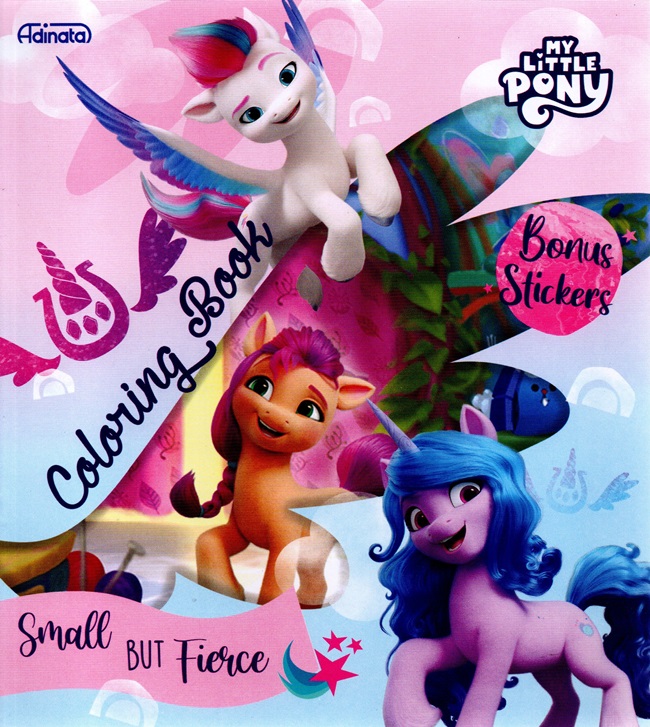 Adinata
MY
LITTLE
PONY
Bonus
Stickers
Coloring Book
Small BUT Fierce